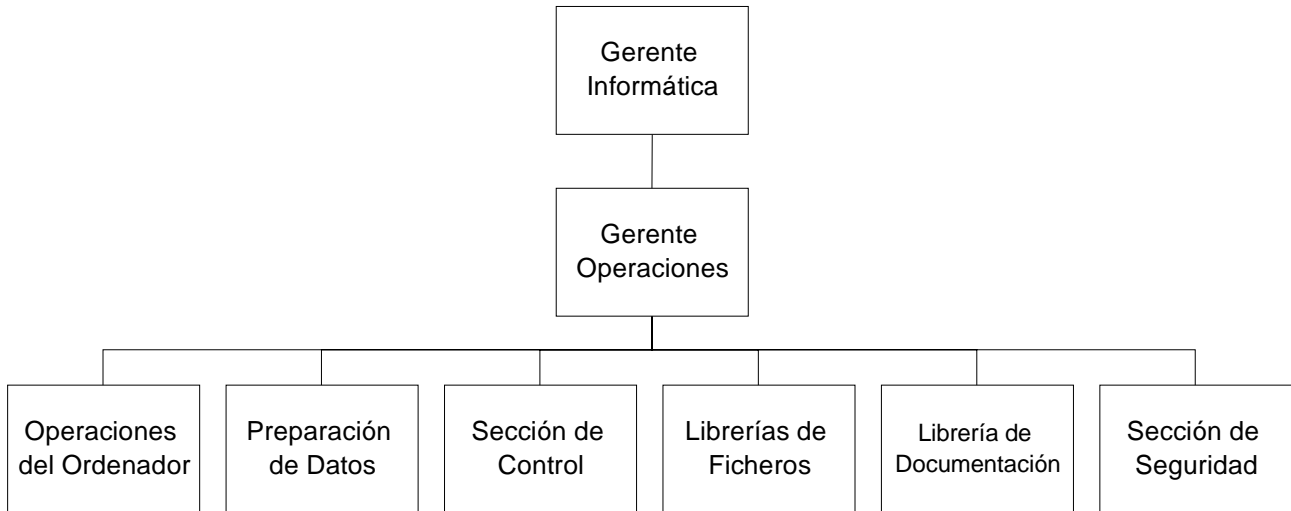 Gerente
Informática
Gerente
Operaciones
Operaciones
del Ordenador
Preparación
de Datos
Sección de
Control
Librerías de
Ficheros
Librería de
Documentación
Sección de
Seguridad